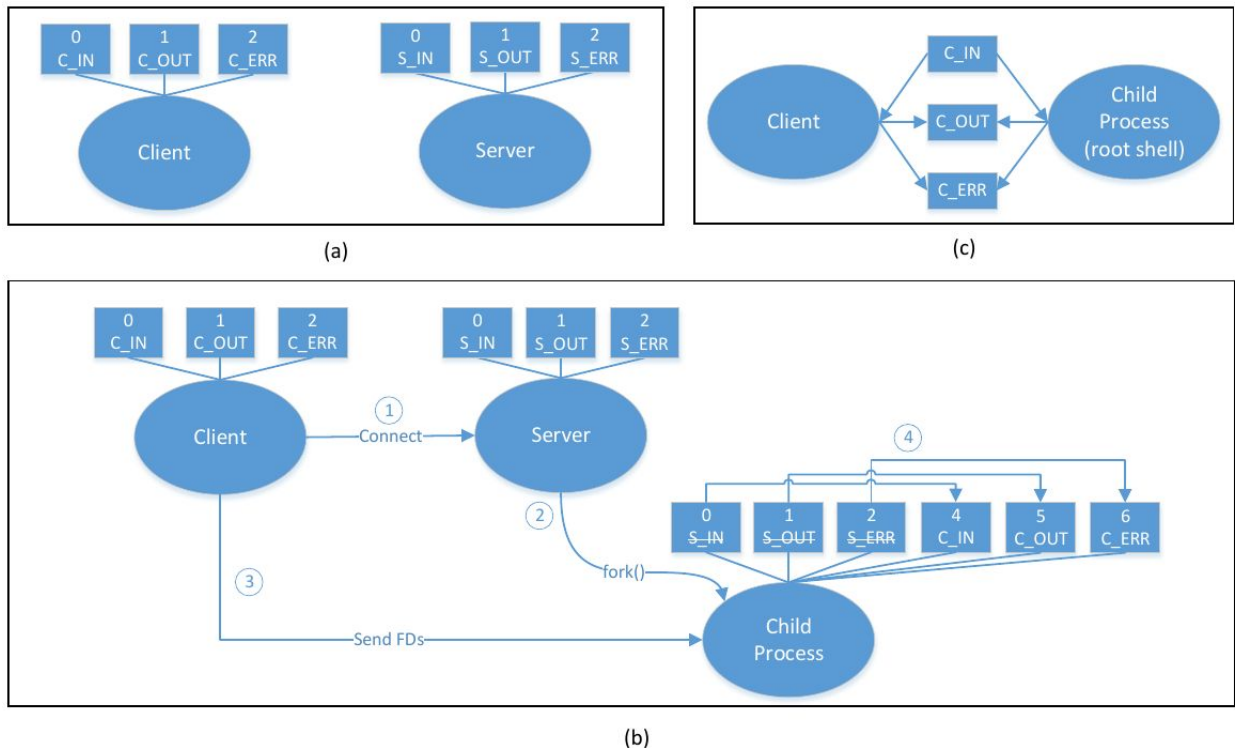 0
C_IN
1
C_OUT
2
C_ERR
Client
0
S_IN
1
S_OUT
2
S_ERR
Server
(a)
C_IN
C_OUT
C_ERR
Client
Child
Process
(root shell)
(c)
0
C_IN
1
C_OUT
2
C_ERR
Client
0
S_IN
1
S_OUT
2
S_ERR
Server
1
Connect
2
fork()
3
Send FDs
4
0
S_IN
1
S_OUT
2
S_ERR
4
C_IN
5
C_OUT
6
C_ERR
Child
Process
(b)